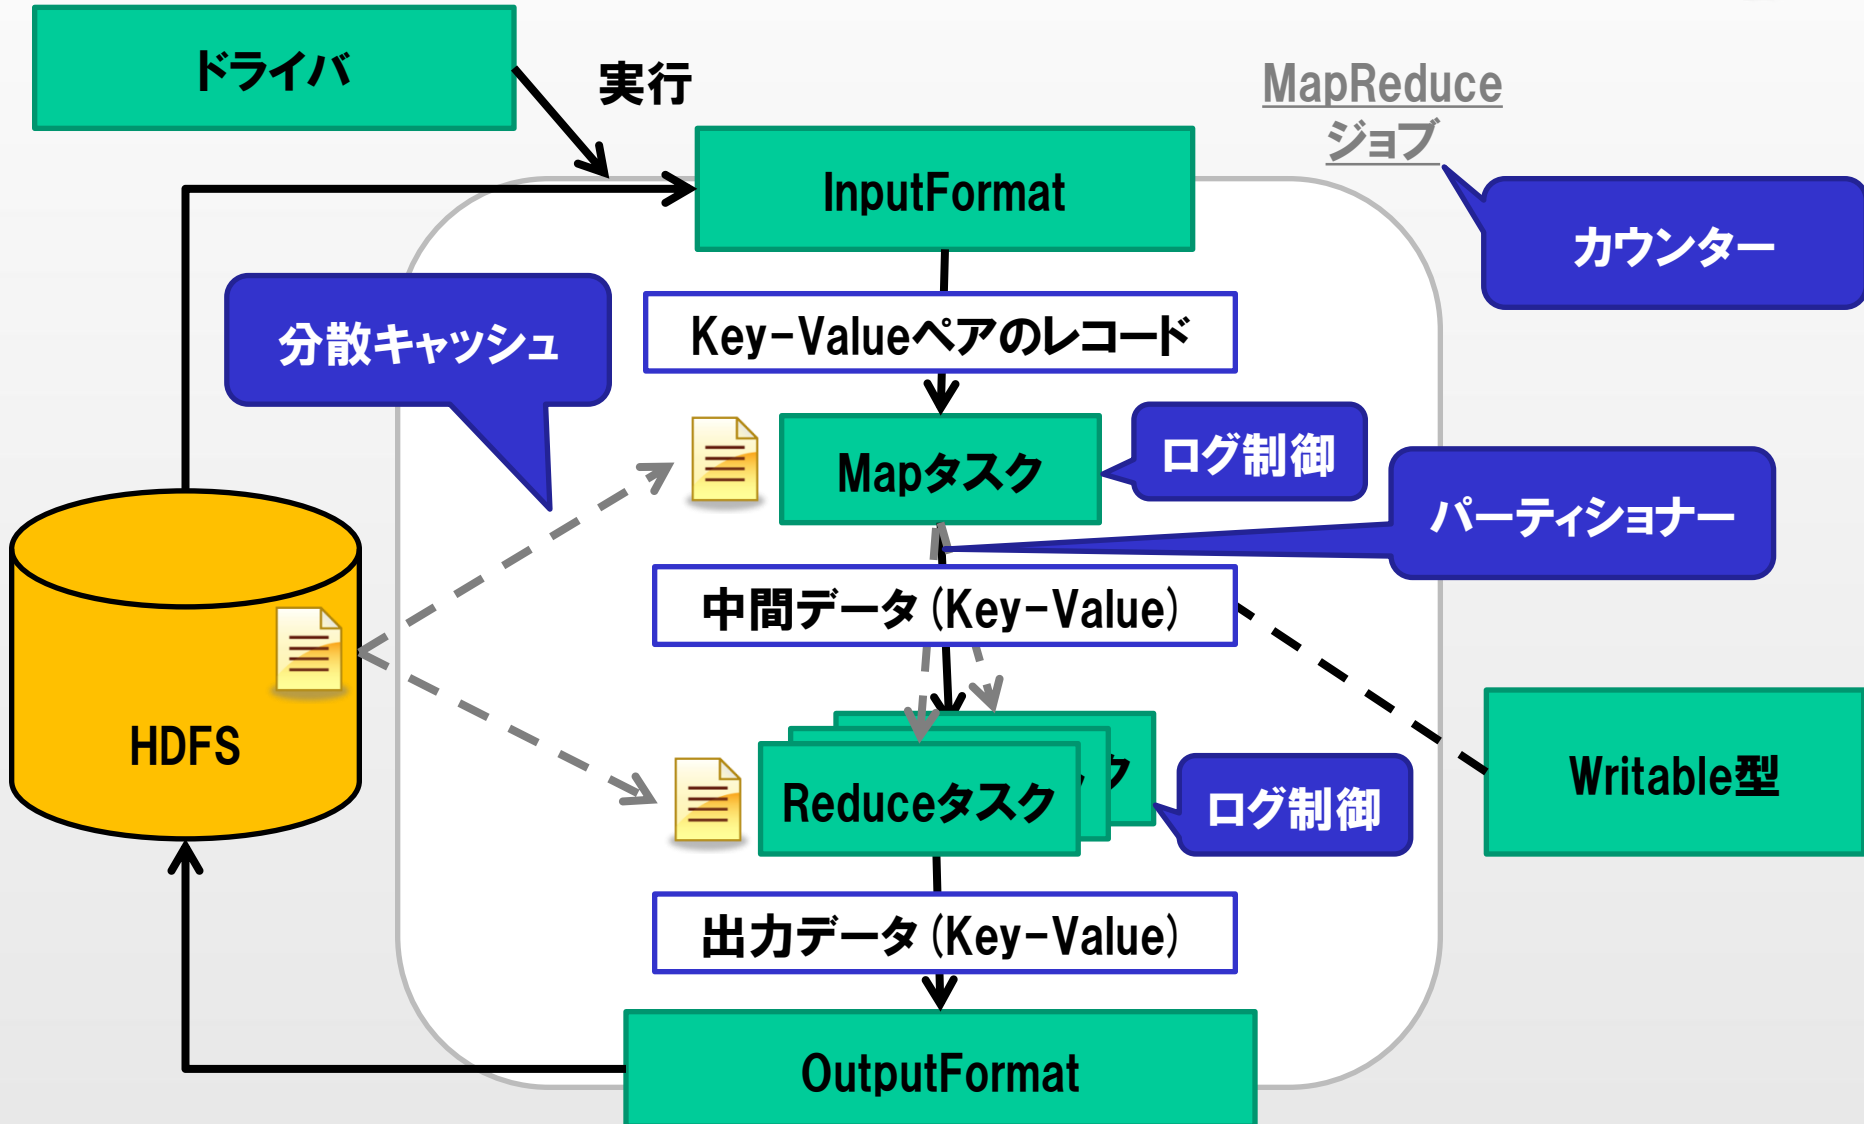 ドライバ
実行
MapReduce
ジョブ
InputFormat
カウンター
分散キャッシュ
Key-Valueペアのレコード
Mapタスク
ログ制御
パーティショナー
中間データ(Key-Value)
HDFS
Writable型
Reduceタスク
ク
ログ制御
出力データ(Key-Value)
OutputFormat